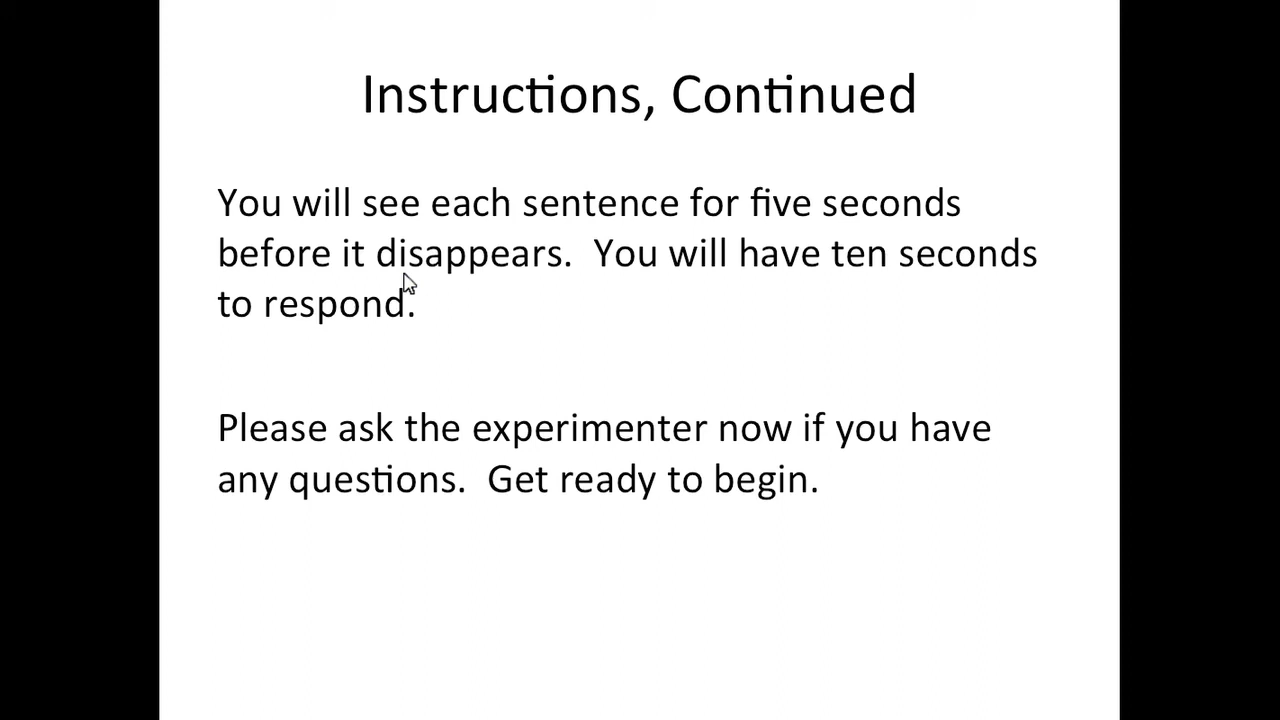 Instructions, Continued
You will see each sentence for five seconds
before it disappears.  You will have ten seconds
to respond.
Please ask the experimenter now if you have
any questions.  Get ready to begin.